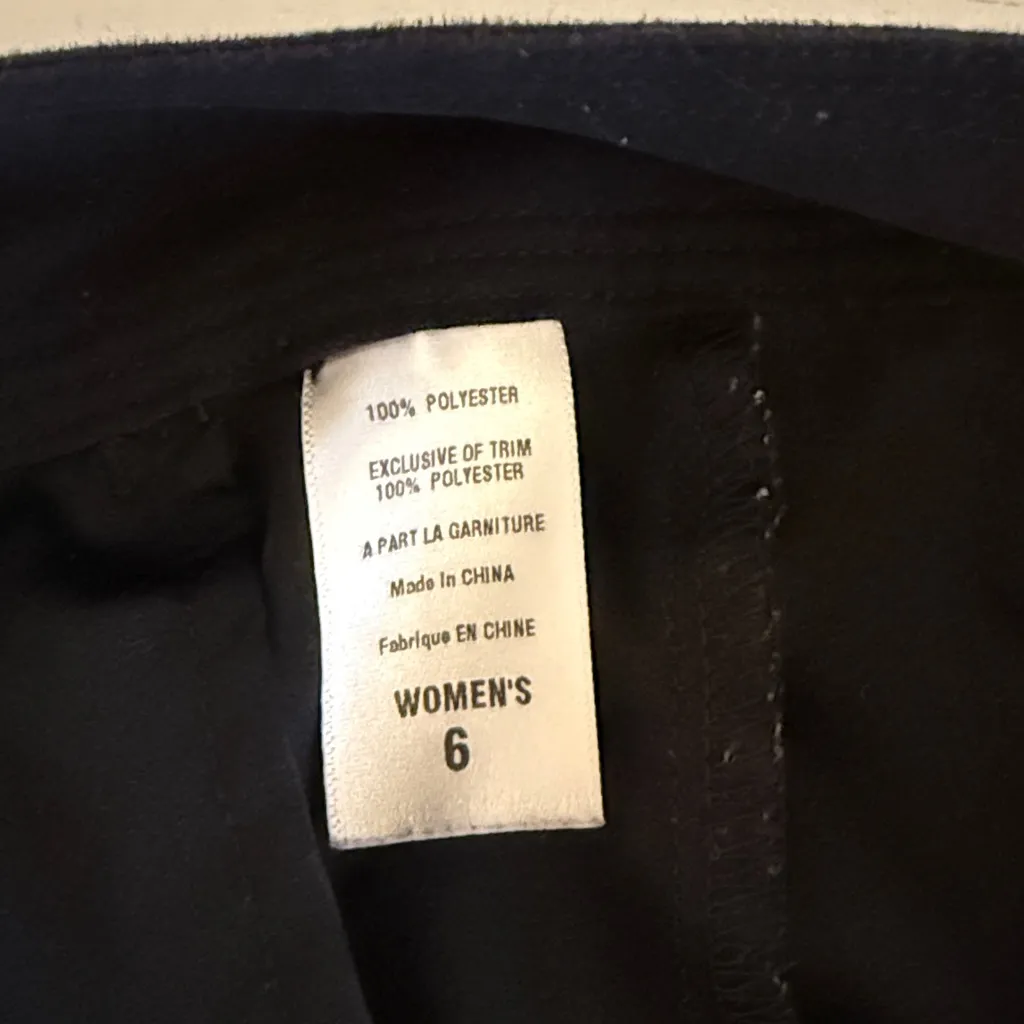 100% POLYESTER
EXCLUSIVE OF TRIM
100% POLYESTER
A PART LA GARNITURE
Made In CHINA
Fabrique EN CHINE
WOMEN'S
6